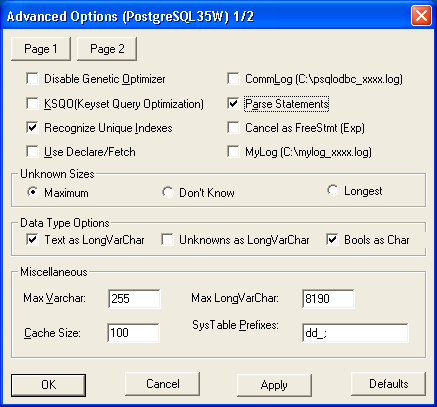 Advanced Options (PostgreSQL35W) 1/2
Page 1 Page 2
Disable Genetic Optimizer CommLog (C:\psqlodbc_xxxx.log)
KSQO(Keyset Query Optimization) Parse Statements
Recognize Unique Indexes Cancel as FreeStmt (Exp)
Use Declare/Fetch MyLog (C:\mylog_xxxx.log)
Unknown Sizes
Maximum Don't Know Longest
Data Type Options
Text as LongVarChar Unknowns as LongVarChar Bools as Char
Miscellaneous
Max Varchar: 255 Max LongVarChar: 8190
Cache Size: 100 SysTable Prefixes: dd_;
OK Cancel Apply Defaults